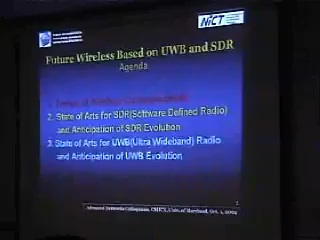 NiCT
Future Wireless Based on UWB and SDR
Agenda
2. State of Arts for SDR(Software Defined Radio)
and Anticipation of SDR Evolution
3. State of Arts for UWB(Ultra Wideband) Radio
and Anticipation of UWB Evolution